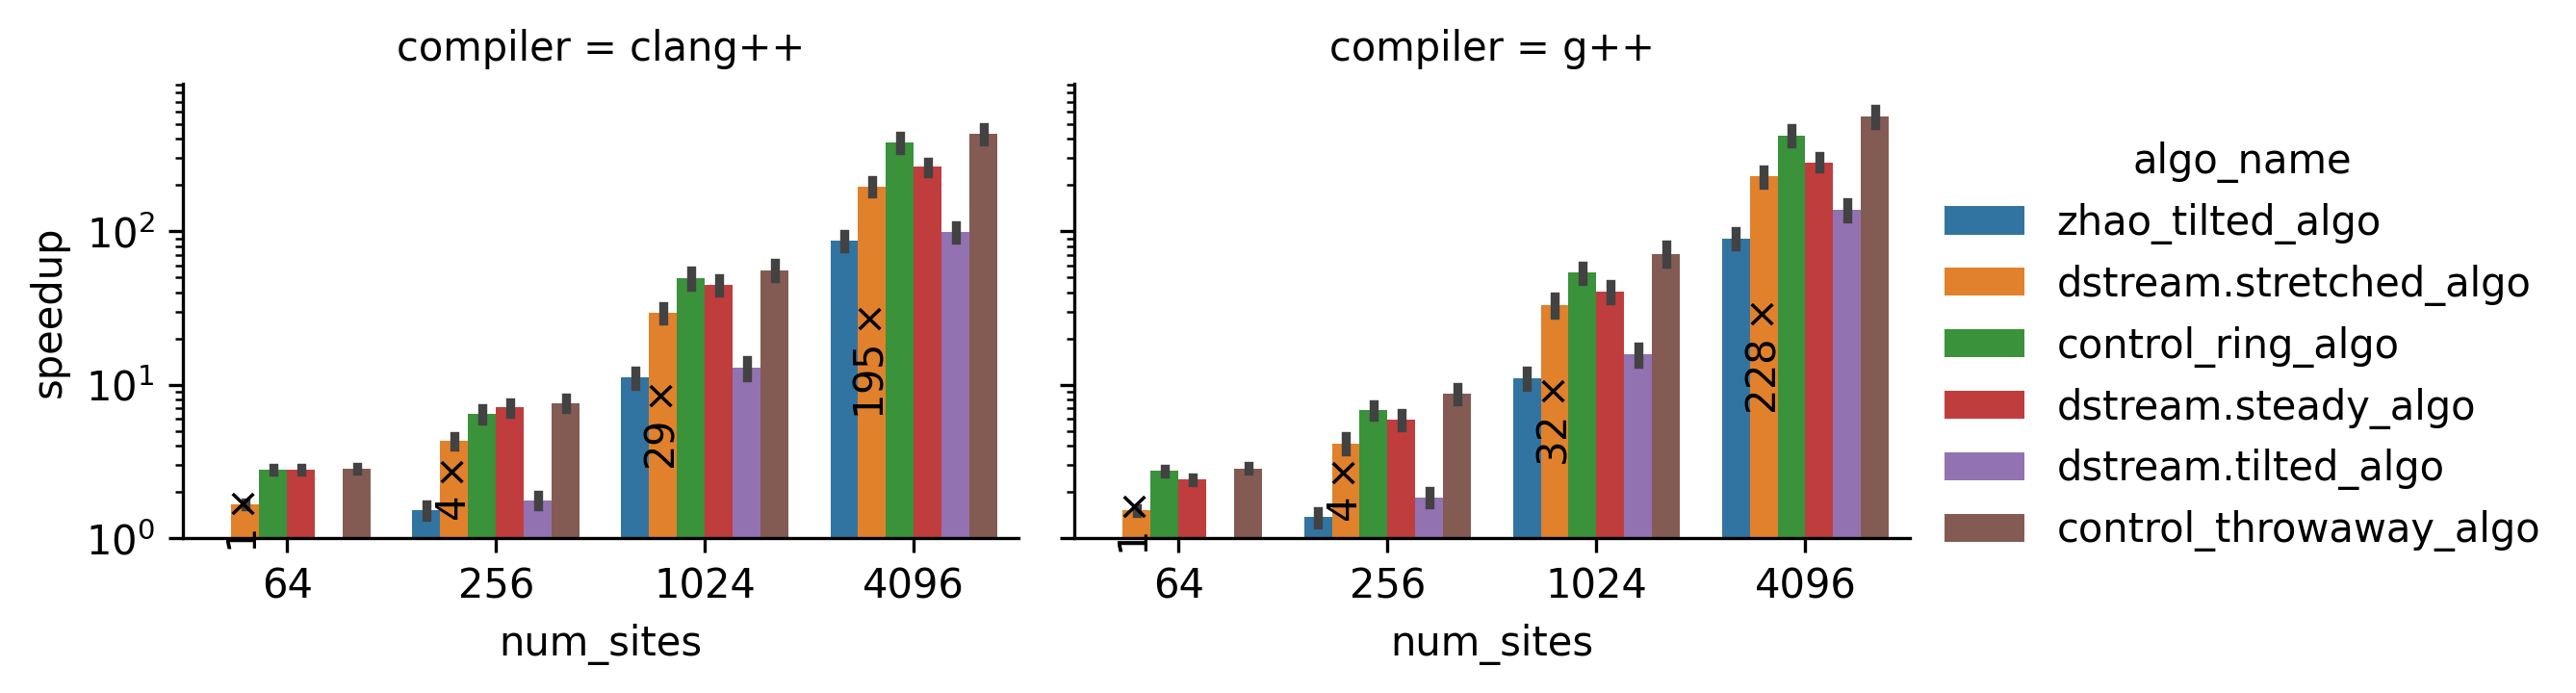 compiler = clang++
compiler = g++
speedup
10²
10¹
10⁰
1 ×
4 ×
29 ×
195 ×
1 ×
4 ×
32 ×
228 ×
64
256
1024
4096
64
256
1024
4096
num_sites
num_sites
algo_name
zhao_tilted_algo
dstream.stretched_algo
control_ring_algo
dstream.steady_algo
dstream.tilted_algo
control_throwaway_algo